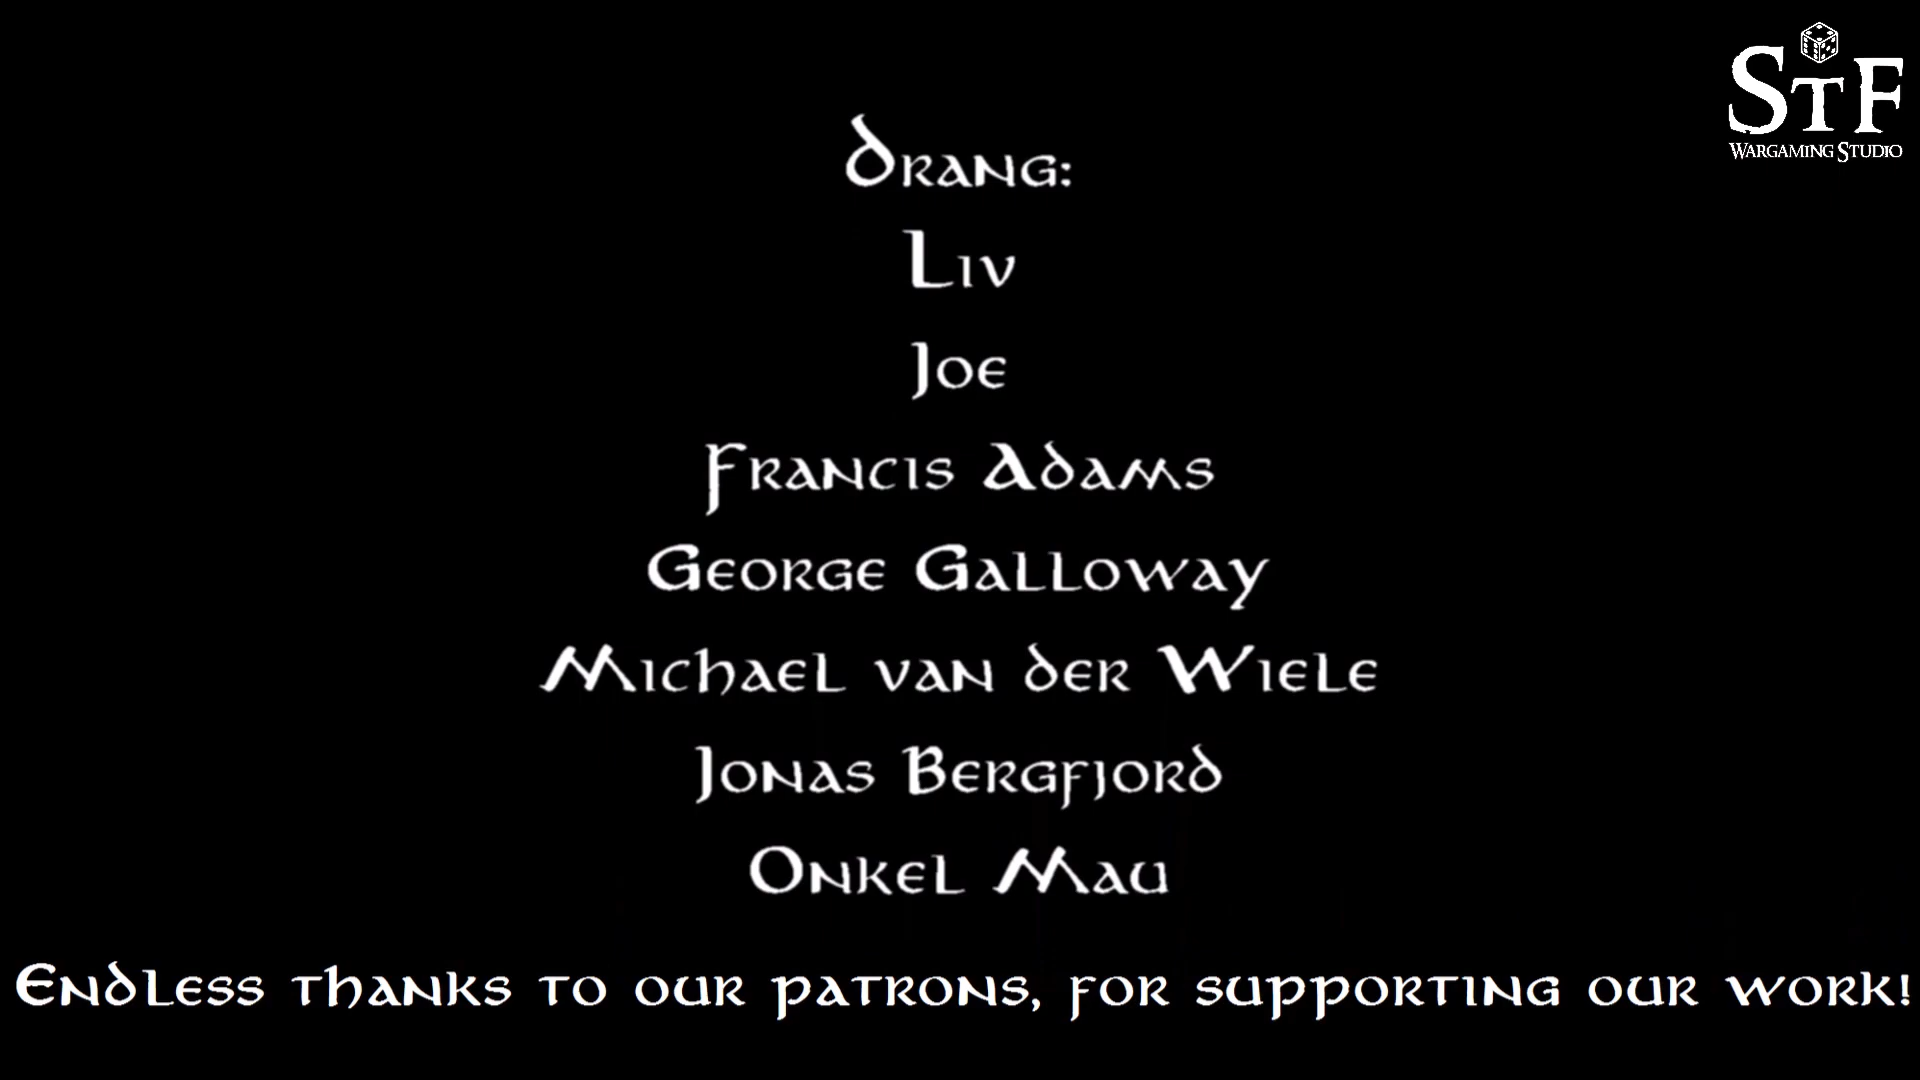 Drang:
Liv
Joe
Francis Adams
George Galloway
Michael van der Wiele
Jonas Bergfjord
Onkel Mau
Endless thanks to our patrons, for supporting our work!
StF
Wargaming Studio